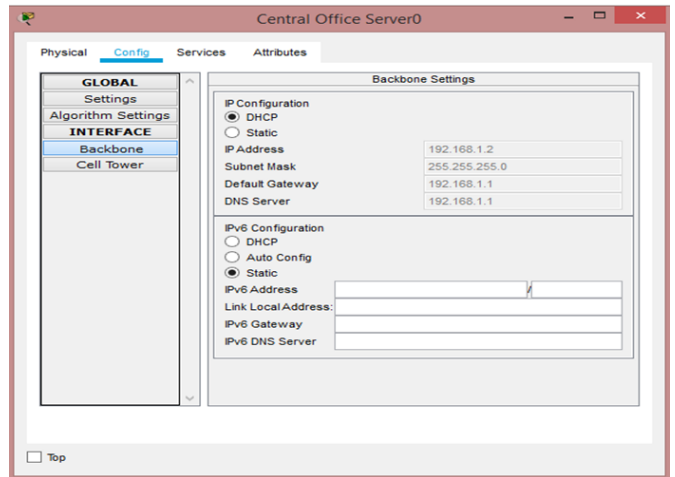 Central Office Server0
Physical Config Services Attributes
GLOBAL
Settings
Algorithm Settings
INTERFACE
Backbone
Cell Tower
Backbone Settings
IP Configuration
DHCP
Static
IP Address 192.168.1.2
Subnet Mask 255.255.255.0
Default Gateway 192.168.1.1
DNS Server 192.168.1.1
IPv6 Configuration
DHCP
Auto Config
Static
IPv6 Address /
Link Local Address:
IPv6 Gateway
IPv6 DNS Server
Top